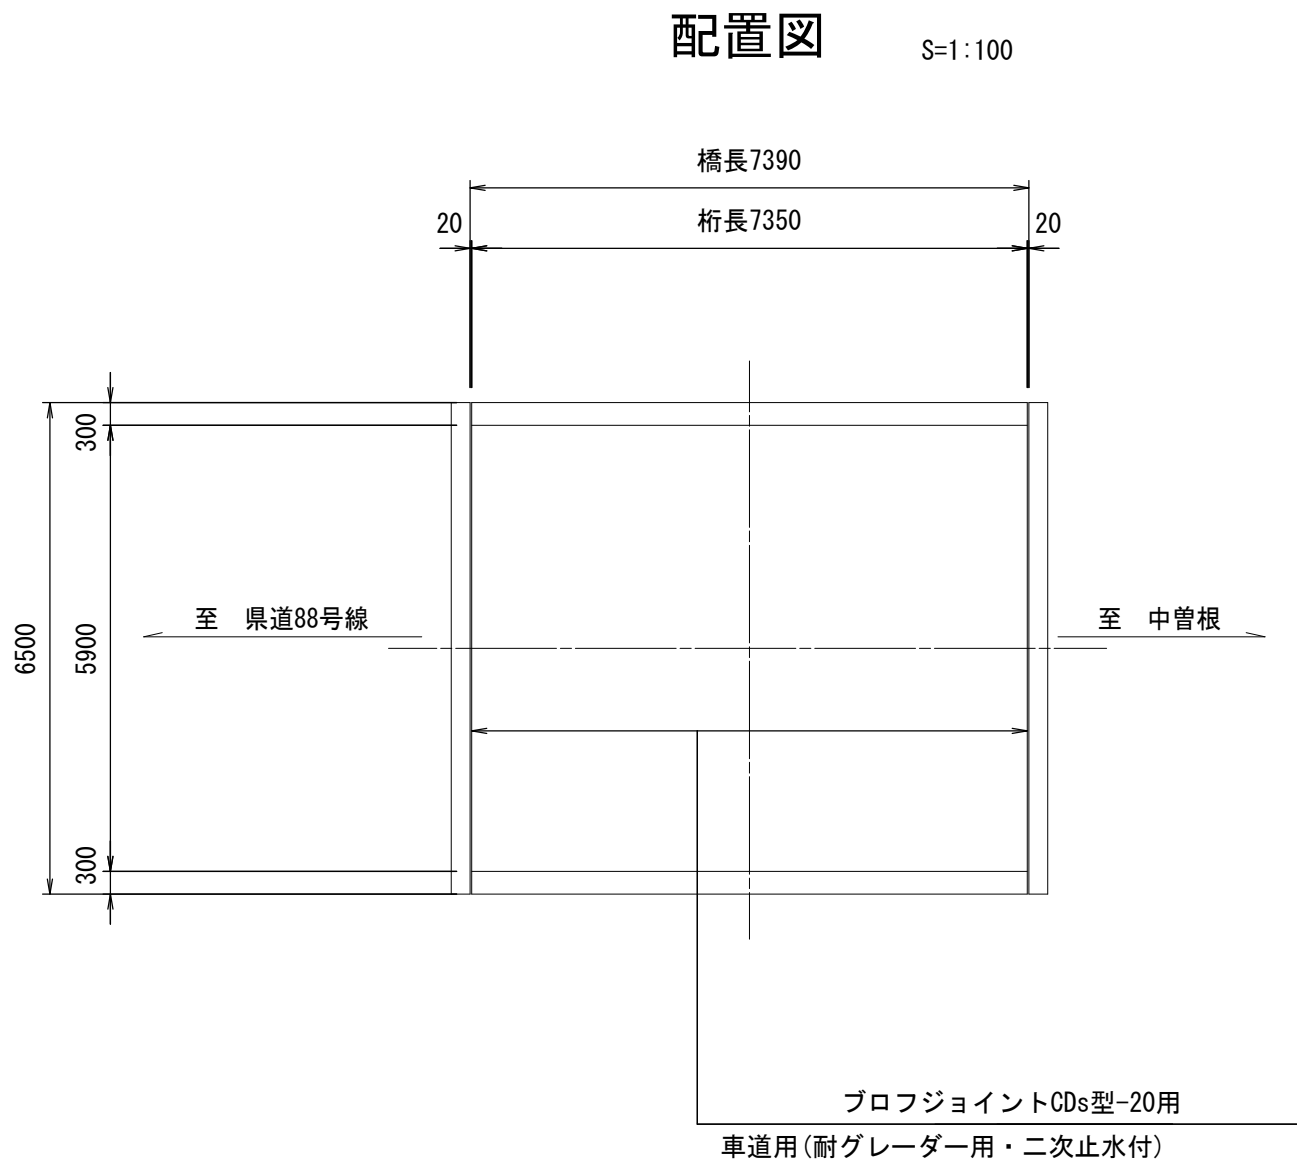 配置図 S=1:100
橋長7390
20 桁長7350 20
300
至 県道88号線 至 中曽根
6500 5900
300
ブロフジョイントCDs型-20用
車道用(耐グレーダー用・二次止水付)